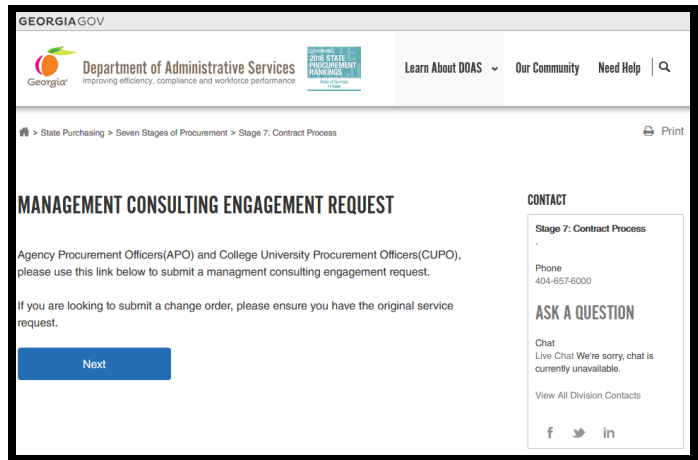 GEORGIAGOV
Georgia®
Department of Administrative Services
Improving efficiency, compliance and workforce performance
2016 STATE
PROCUREMENT
RANKINGS
Learn About DOAS
Our Community
Need Help
> State Purchasing > Seven Stages of Procurement > Stage 7: Contract Process
Print
MANAGEMENT CONSULTING ENGAGEMENT REQUEST
Agency Procurement Officers(APO) and College University Procurement Officers(CUPO),
please use this link below to submit a managment consulting engagement request.
If you are looking to submit a change order, please ensure you have the original service
request.
Next
CONTACT
Stage 7: Contract Process
.
Phone
404-657-6000
ASK A QUESTION
Chat
Live Chat We're sorry, chat is
currently unavailable.
View All Division Contacts